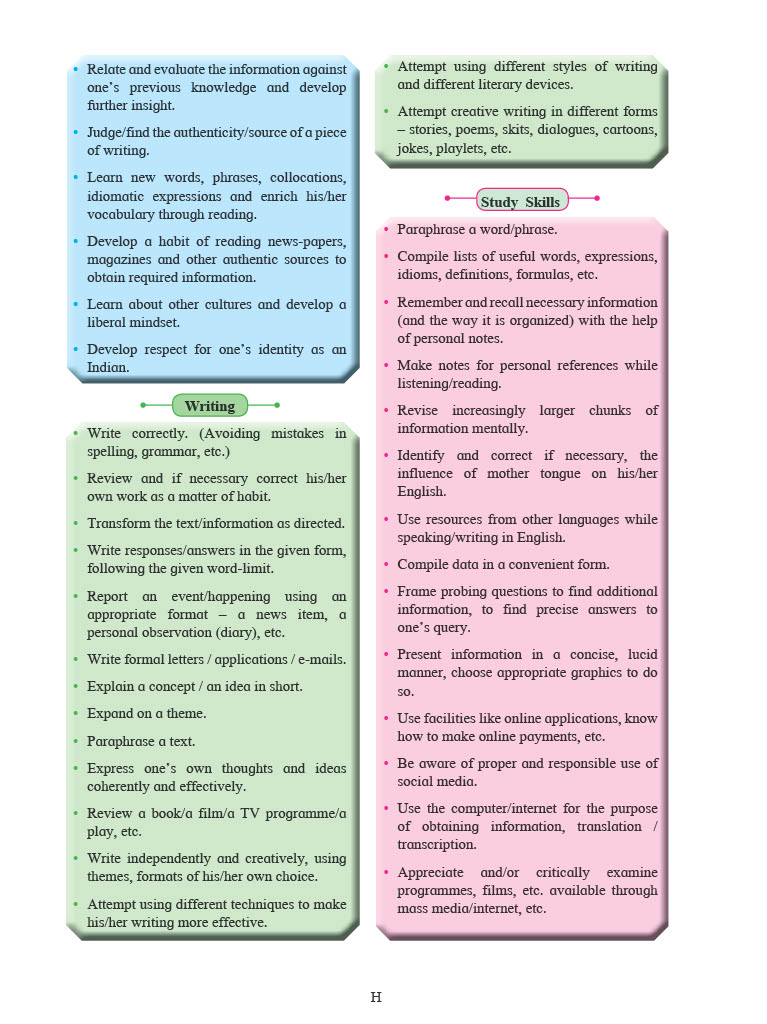 • Relate and evaluate the information against
one’s previous knowledge and develop
further insight.
• Judge/find the authenticity/source of a piece
of writing.
• Learn new words, phrases, collocations,
idiomatic expressions and enrich his/her
vocabulary through reading.
• Develop a habit of reading news-papers,
magazines and other authentic sources to
obtain required information.
• Learn about other cultures and develop a
liberal mindset.
• Develop respect for one’s identity as an
Indian.
Writing
• Write correctly. (Avoiding mistakes in
spelling, grammar, etc.)
• Review and if necessary correct his/her
own work as a matter of habit.
• Transform the text/information as directed.
• Write responses/answers in the given form,
following the given word-limit.
• Report an event/happening using an
appropriate format – a news item, a
personal observation (diary), etc.
• Write formal letters / applications / e-mails.
• Explain a concept / an idea in short.
• Expand on a theme.
• Paraphrase a text.
• Express one’s own thoughts and ideas
coherently and effectively.
• Review a book/a film/a TV programme/a
play, etc.
• Write independently and creatively, using
themes, formats of his/her own choice.
• Attempt using different techniques to make
his/her writing more effective.
• Attempt using different styles of writing
and different literary devices.
• Attempt creative writing in different forms
– stories, poems, skits, dialogues, cartoons,
jokes, playlets, etc.
Study Skills
• Paraphrase a word/phrase.
• Compile lists of useful words, expressions,
idioms, definitions, formulas, etc.
• Remember and recall necessary information
(and the way it is organized) with the help
of personal notes.
• Make notes for personal references while
listening/reading.
• Revise increasingly larger chunks of
information mentally.
• Identify and correct if necessary, the
influence of mother tongue on his/her
English.
• Use resources from other languages while
speaking/writing in English.
• Compile data in a convenient form.
• Frame probing questions to find additional
information, to find precise answers to
one’s query.
• Present information in a concise, lucid
manner, choose appropriate graphics to do
so.
• Use facilities like online applications, know
how to make online payments, etc.
• Be aware of proper and responsible use of
social media.
• Use the computer/internet for the purpose
of obtaining information, translation /
transcription.
• Appreciate and/or critically examine
programmes, films, etc. available through
mass media/internet, etc.
H